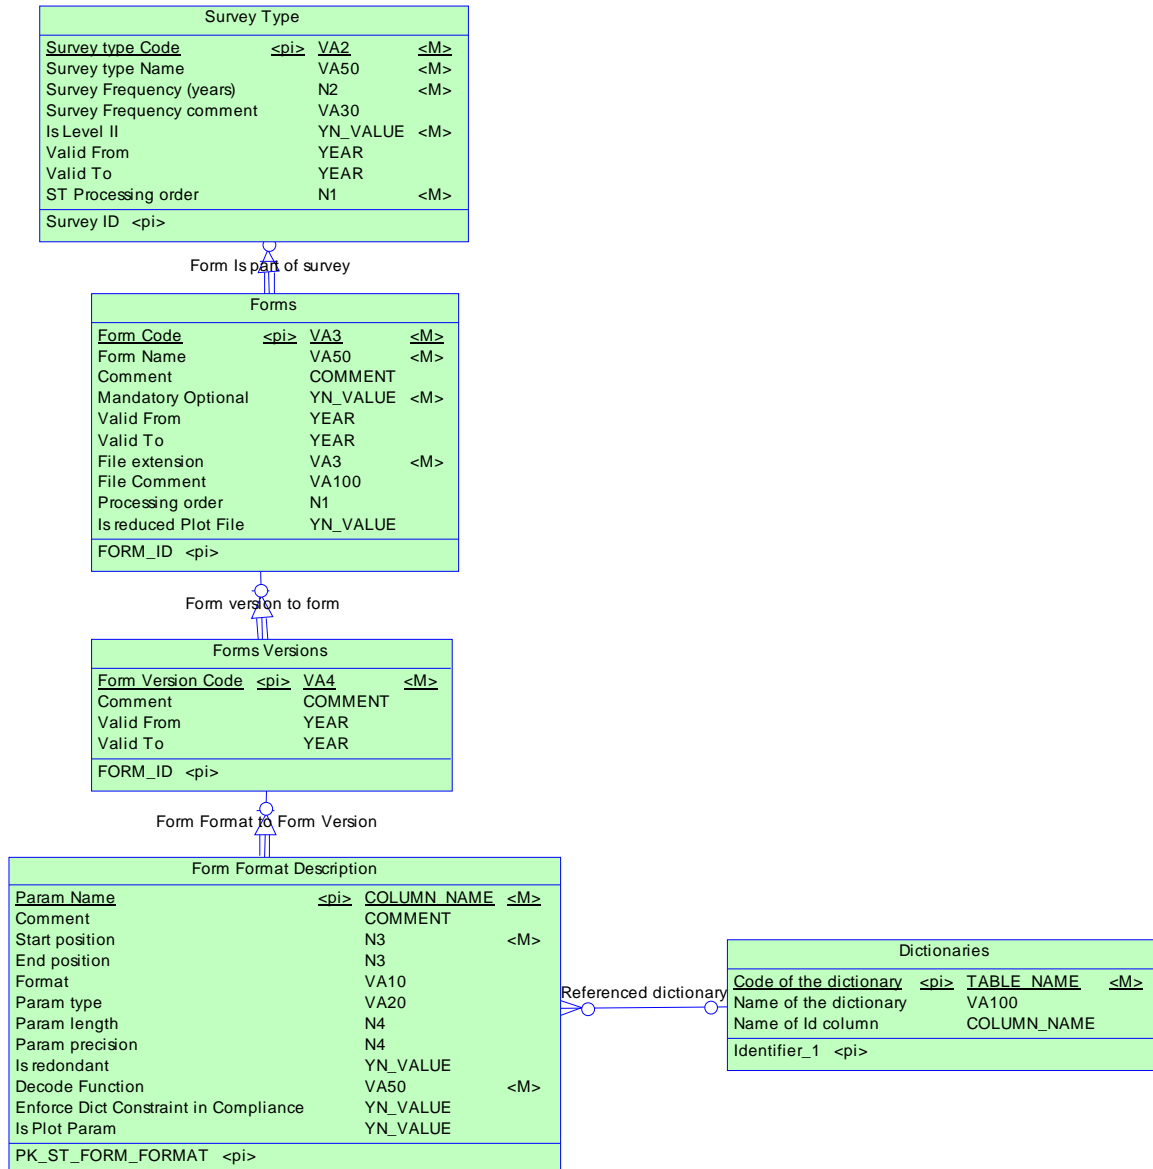 Survey Type
Survey type Code <pi> VA2 <M>
Survey type Name VA50 <M>
Survey Frequency (years) N2 <M>
Survey Frequency comment VA30
Is Level II YN_VALUE <M>
Valid From YEAR
Valid To YEAR
ST Processing order N1 <M>
Survey ID <pi>
Form Is part of survey
Forms
Form Code <pi> VA3 <M>
Form Name VA50 <M>
Comment COMMENT
Mandatory Optional YN_VALUE <M>
Valid From YEAR
Valid To YEAR
File extension VA3 <M>
File Comment VA100
Processing order N1
Is reduced Plot File YN_VALUE
FORM_ID <pi>
Form version to form
Forms Versions
Form Version Code <pi> VA4 <M>
Comment COMMENT
Valid From YEAR
Valid To YEAR
FORM_ID <pi>
Form Format to Form Version
Form Format Description
Param Name <pi> COLUMN_NAME <M>
Comment COMMENT
Start position N3 <M>
End position N3
Format VA10
Param type VA20
Param length N4
Param precision N4
Is redondant YN_VALUE
Decode Function VA50 <M>
Enforce Dict Constraint in Compliance YN_VALUE
Is Plot Param YN_VALUE
PK_ST_FORM_FORMAT <pi>
Referenced dictionary
Dictionaries
Code of the dictionary <pi> TABLE_NAME <M>
Name of the dictionary VA100
Name of Id column COLUMN_NAME
Identifier_1 <pi>